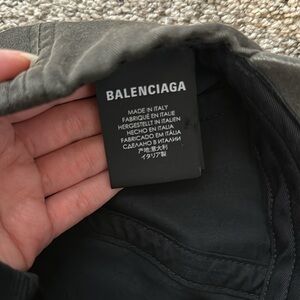 BALENCIAGA
MADE IN ITALY
FABRIQUÉ EN ITALIE
HERGESTELLT IN ITALIEN
HECHO EN ITALIA
FABRICADO EM ITÁLIA
СДЕЛАНО В ИТАЛИИ
产地:意大利
イタリア製